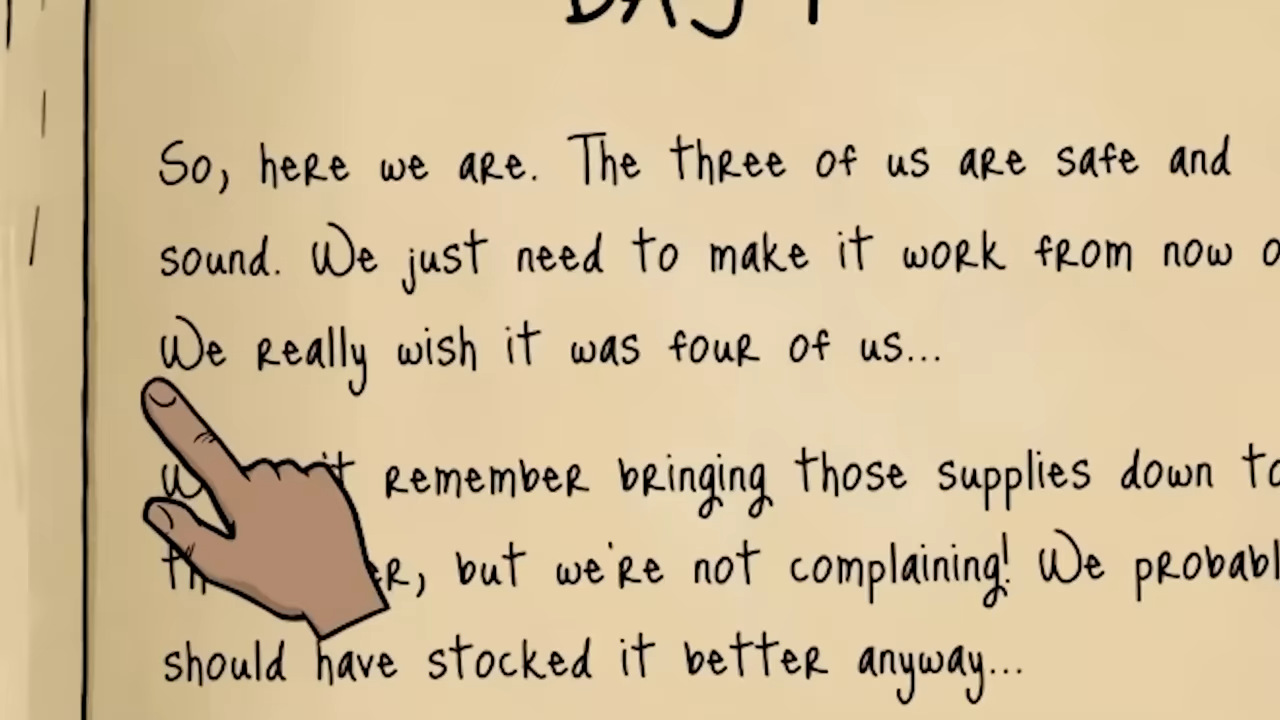 DAY 1
So, here we are. The three of us are safe and
sound. We just need to make it work from now
We really wish it was four of us...
remember bringing those supplies down to
but we're not complaining! We
should have stocked it better anyway...